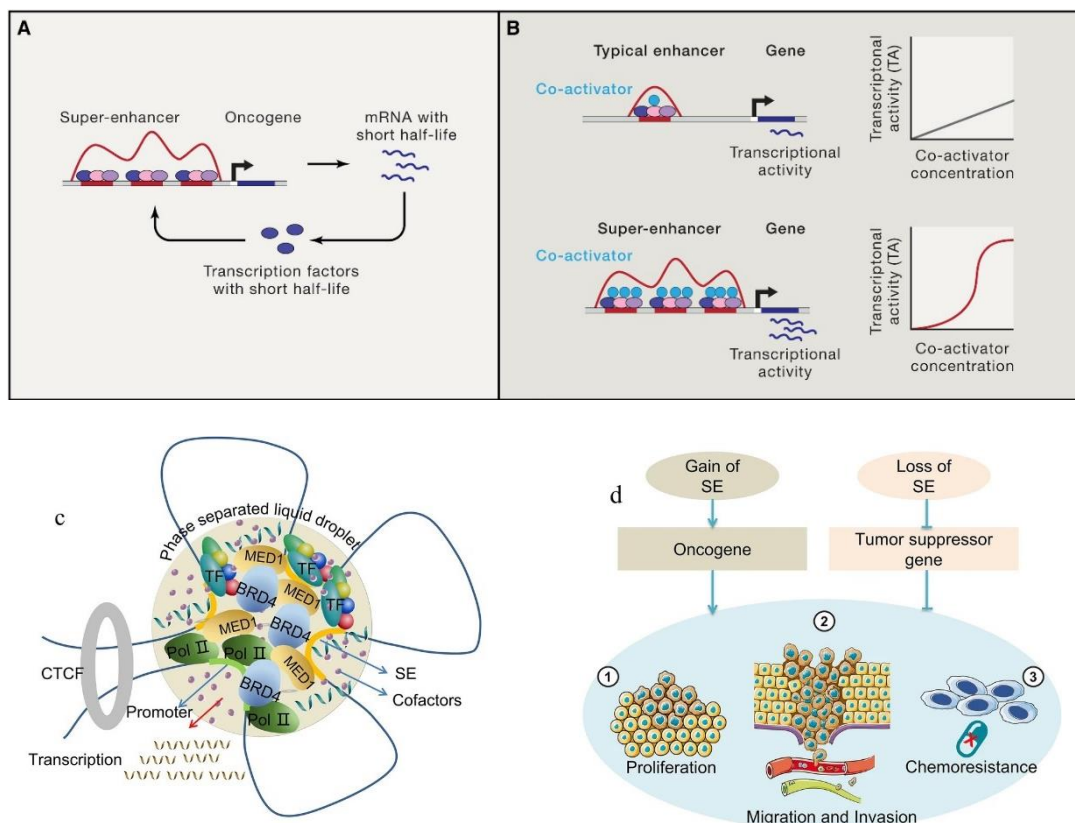 A
Super-enhancer
Oncogene
mRNA with
short half-life
Transcription factors
with short half-life
B
Typical enhancer
Gene
Co-activator
Transcriptional
activity
Transcriptonal
activity (TA)
Co-activator
concentration
Super-enhancer
Gene
Co-activator
Transcriptional
activity
Transcriptonal
activity (TA)
Co-activator
concentration
c
Phase separated liquid droplet
MED1
TF
TF
BRD4
MED1
TF
MED1
BRD4
Pol II
Pol II
MED1
SE
CTCF
BRD4
Cofactors
Promoter
Pol II
Transcription
d
Gain of
SE
Loss of
SE
Oncogene
Tumor suppressor
gene
2
1
3
Proliferation
Chemoresistance
Migration and Invasion